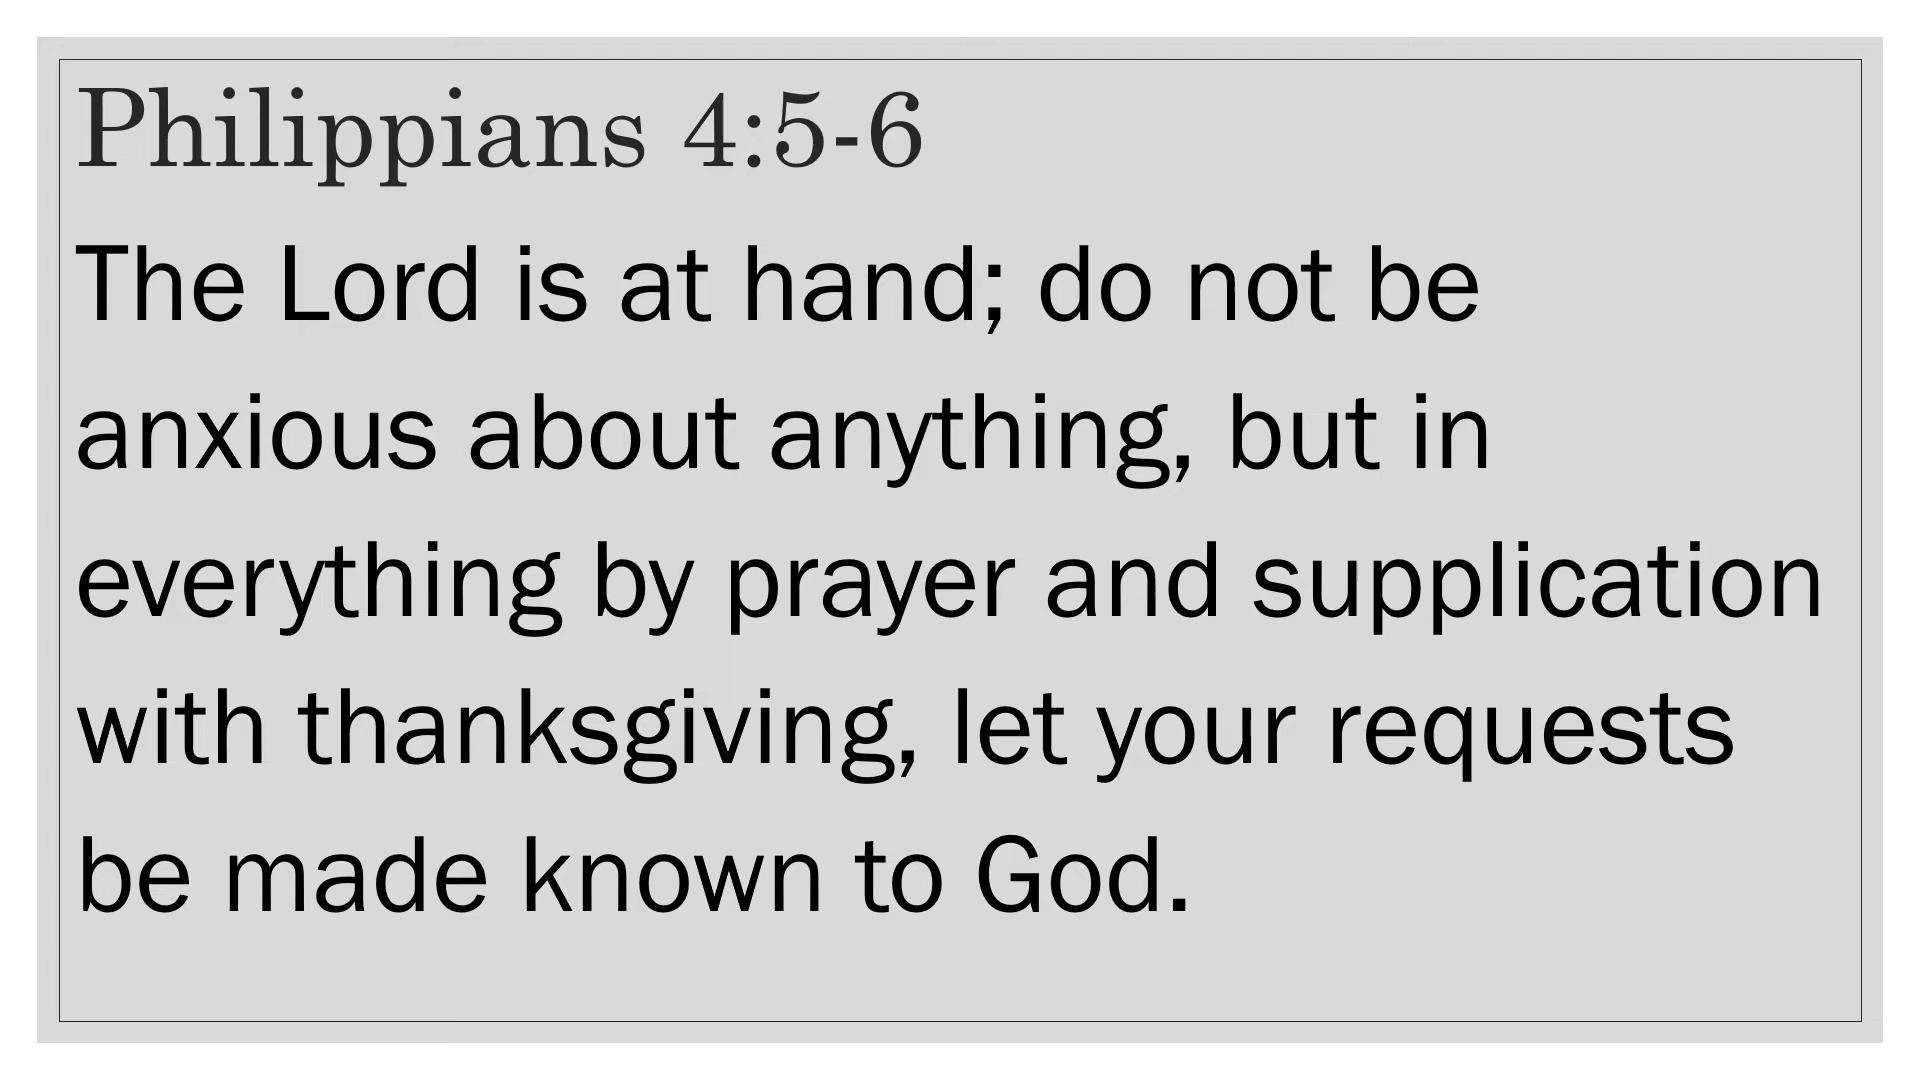 Philippians 4:5-6
The Lord is at hand; do not be
anxious about anything, but in
everything by prayer and supplication
with thanksgiving, let your requests
be made known to God.